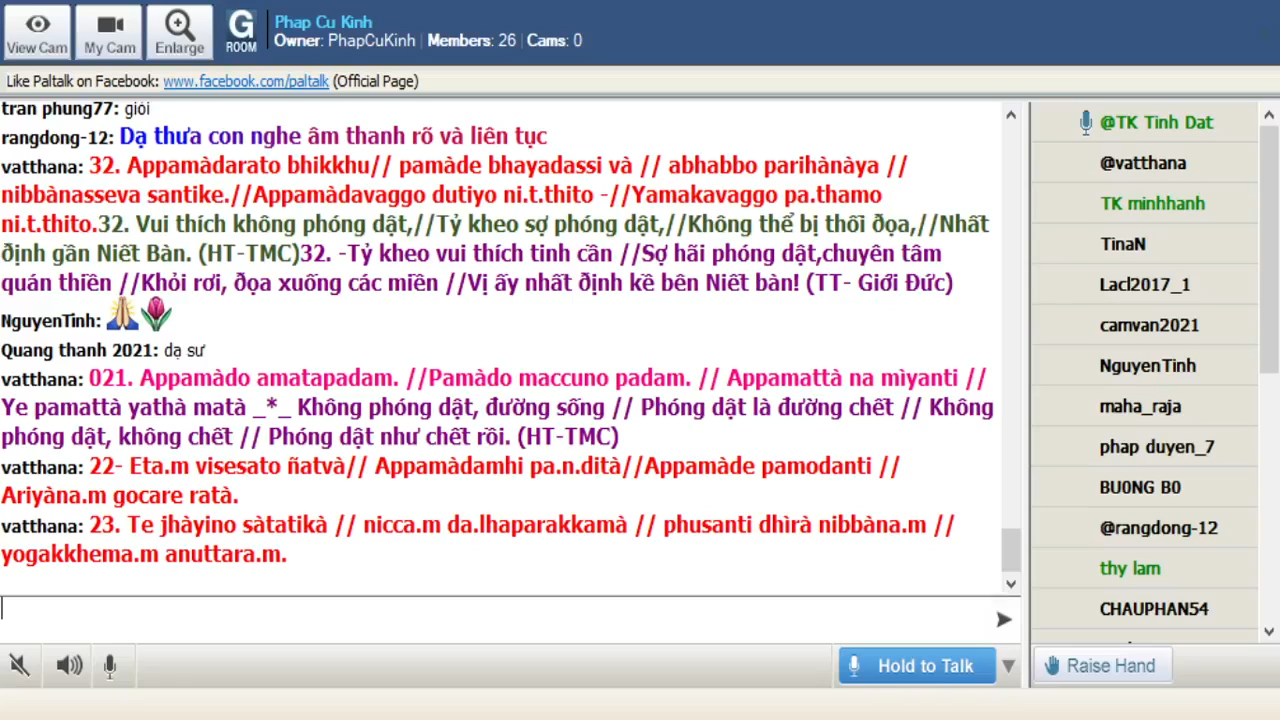 View Cam
My Cam
Enlarge
G
ROOM
Phap Cu Kinh
Owner: PhapCuKinh | Members: 26 | Cams: 0
Like Paltalk on Facebook: www.facebook.com/paltalk (Official Page)
tran phung77: giỏi
rangdong-12: Dạ thưa con nghe âm thanh rõ và liên tục
vatthana: 32. Appamàdarato bhikkhu// pamàde bhayadassi và // abhabbo parihànàya //
nibbànasseva santike.//Appamàdavaggo dutiyo ni.t.thito -//Yamakavaggo pa.thamo
ni.t.thito.32. Vui thích không phóng dật,//Tỷ kheo sợ phóng dật,//Không thể bị thối đọa,//Nhất
định gần Niết Bàn. (HT-TMC)32. -Tỷ kheo vui thích tinh cần //Sợ hãi phóng dật,chuyên tâm
quán thiền //Khỏi rơi, đọa xuống các miền //Vị ấy nhất định kề bên Niết bàn! (TT- Giới Đức)
NguyenTinh:
Quang thanh 2021: dạ sư
vatthana: 021. Appamàdo amatapadam. //Pamàdo maccuno padam. // Appamattà na mìyanti //
Ye pamattà yathà matà _*_ Không phóng dật, đường sống // Phóng dật là đường chết // Không
phóng dật, không chết // Phóng dật như chết rồi. (HT-TMC)
vatthana: 22- Eta.m visesato ñatvà// Appamàdamhi pa.n.dità//Appamàde pamodanti //
Ariyàna.m gocare ratà.
vatthana: 23. Te jhàyino sàtatikà // nicca.m da.lhaparakkamà // phusanti dhìrà nibbàna.m //
yogakkhema.m anuttara.m.
@TK Tinh Dat
@vatthana
TK minhhanh
TinaN
Lacl2017_1
camvan2021
NguyenTinh
maha_raja
phap duyen_7
BU0NG B0
@rangdong-12
thy lam
CHAUPHAN54
Hold to Talk
Raise Hand